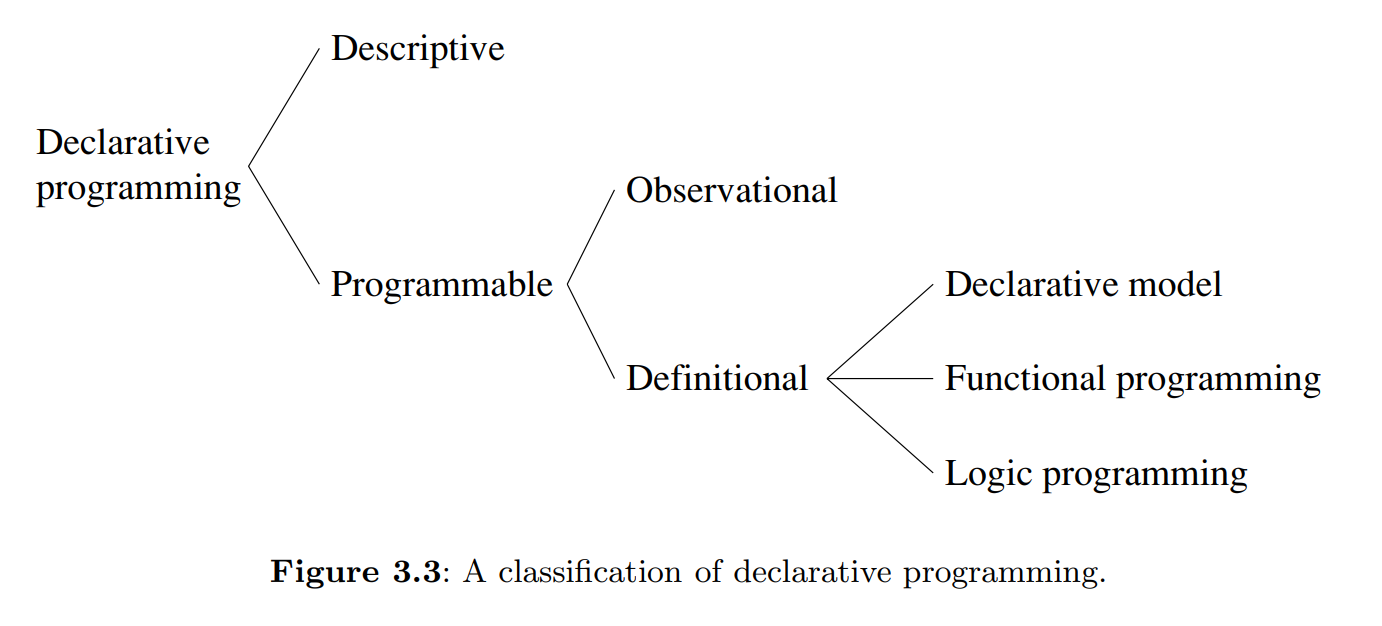 Descriptive
Declarative
programming
Observational
Programmable
Declarative model
Definitional
Functional programming
Logic programming
Figure 3.3: A classification of declarative programming.